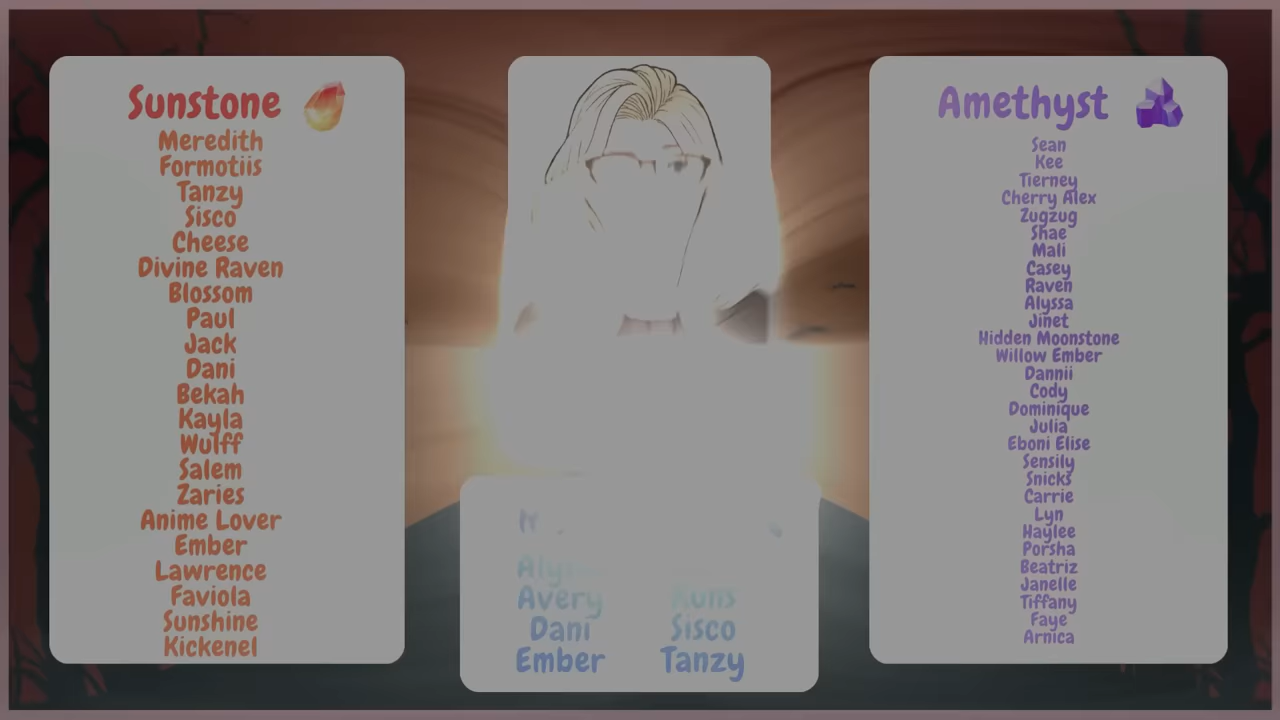 Sunstone
Meredith
Formotiis
Tanzy
Sisco
Cheese
Divine Raven
Blossom
Paul
Jack
Dani
Bekah
Kayla
Wulff
Salem
Zaries
Anime Lover
Ember
Lawrence
Faviola
Sunshine
Kickenel
Avery
Dani
Ember
Sisco
Tanzy
Amethyst
Sean
Kee
Tierney
Cherry Alex
Zugzug
Shae
Mali
Casey
Raven
Alyssa
Jinet
Hidden Moonstone
Willow Ember
Dannii
Cody
Dominique
Julia
Eboni Elise
Sensily
Snicks
Carrie
Lyn
Haylee
Porsha
Beatriz
Janelle
Tiffany
Faye
Arnica